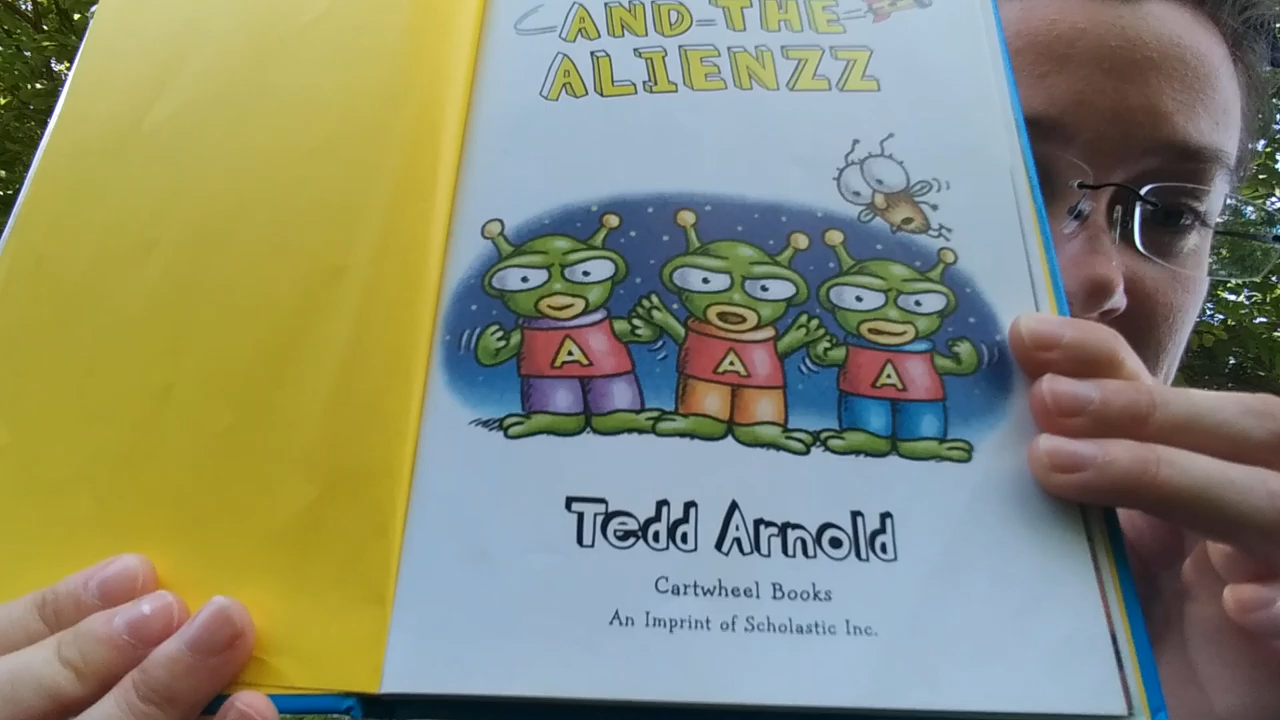 AND THE
ALIENZZ
A A A
Tedd Arnold
Cartwheel Books
An Imprint of Scholastic Inc.